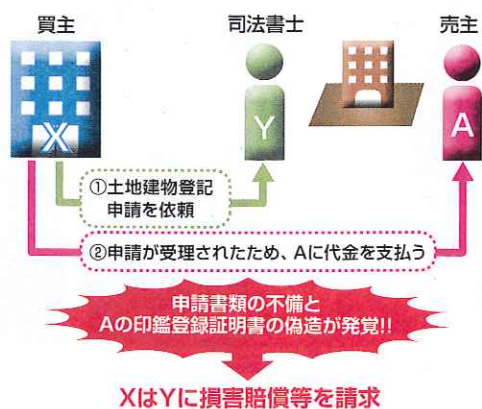 買主
司法書士
売主
X
Y
A
①土地建物登記
申請を依頼
②申請が受理されたため、Aに代金を支払う
申請書類の不備と
Aの印鑑登録証明書の偽造が発覚!!
XはYに損害賠償等を請求